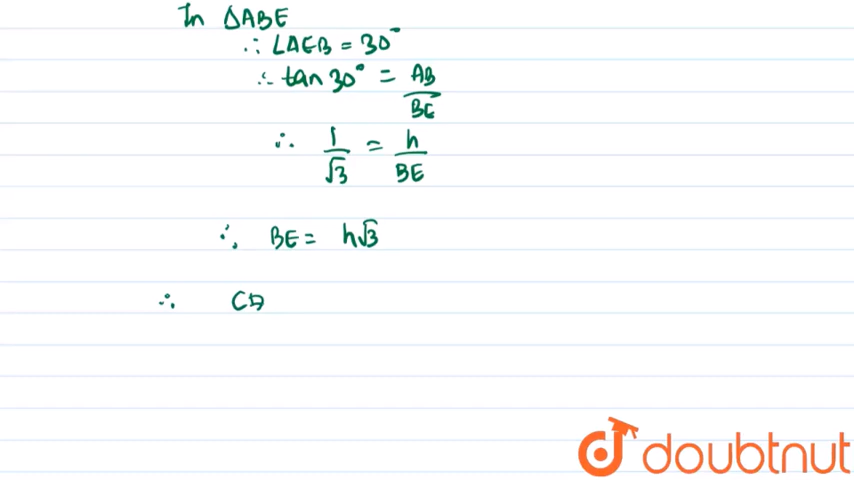 In ΔABE
∴ ∠AEB = 30°
∴ tan 30° = AB/BE
∴ 1/√3 = h/BE
∴ BE = h√3
∴ CD
doubtnut